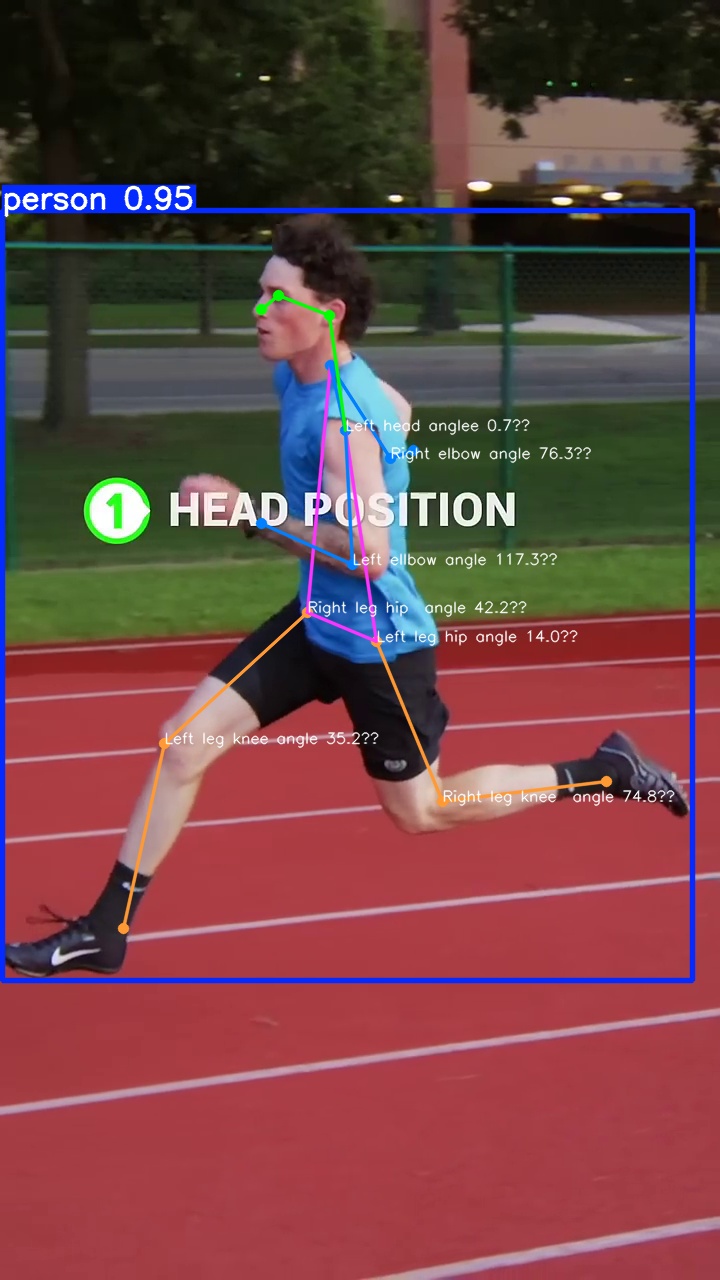 PARK
person 0.95
Left head anglee 0.7??
Right elbow angle 76.3??
1 HEAD POSITION
Left ellbow angle 117.3??
Right leg hip  angle 42.2??
Left leg hip angle 14.0??
Left leg knee angle 35.2??
Right leg knee  angle 74.8??